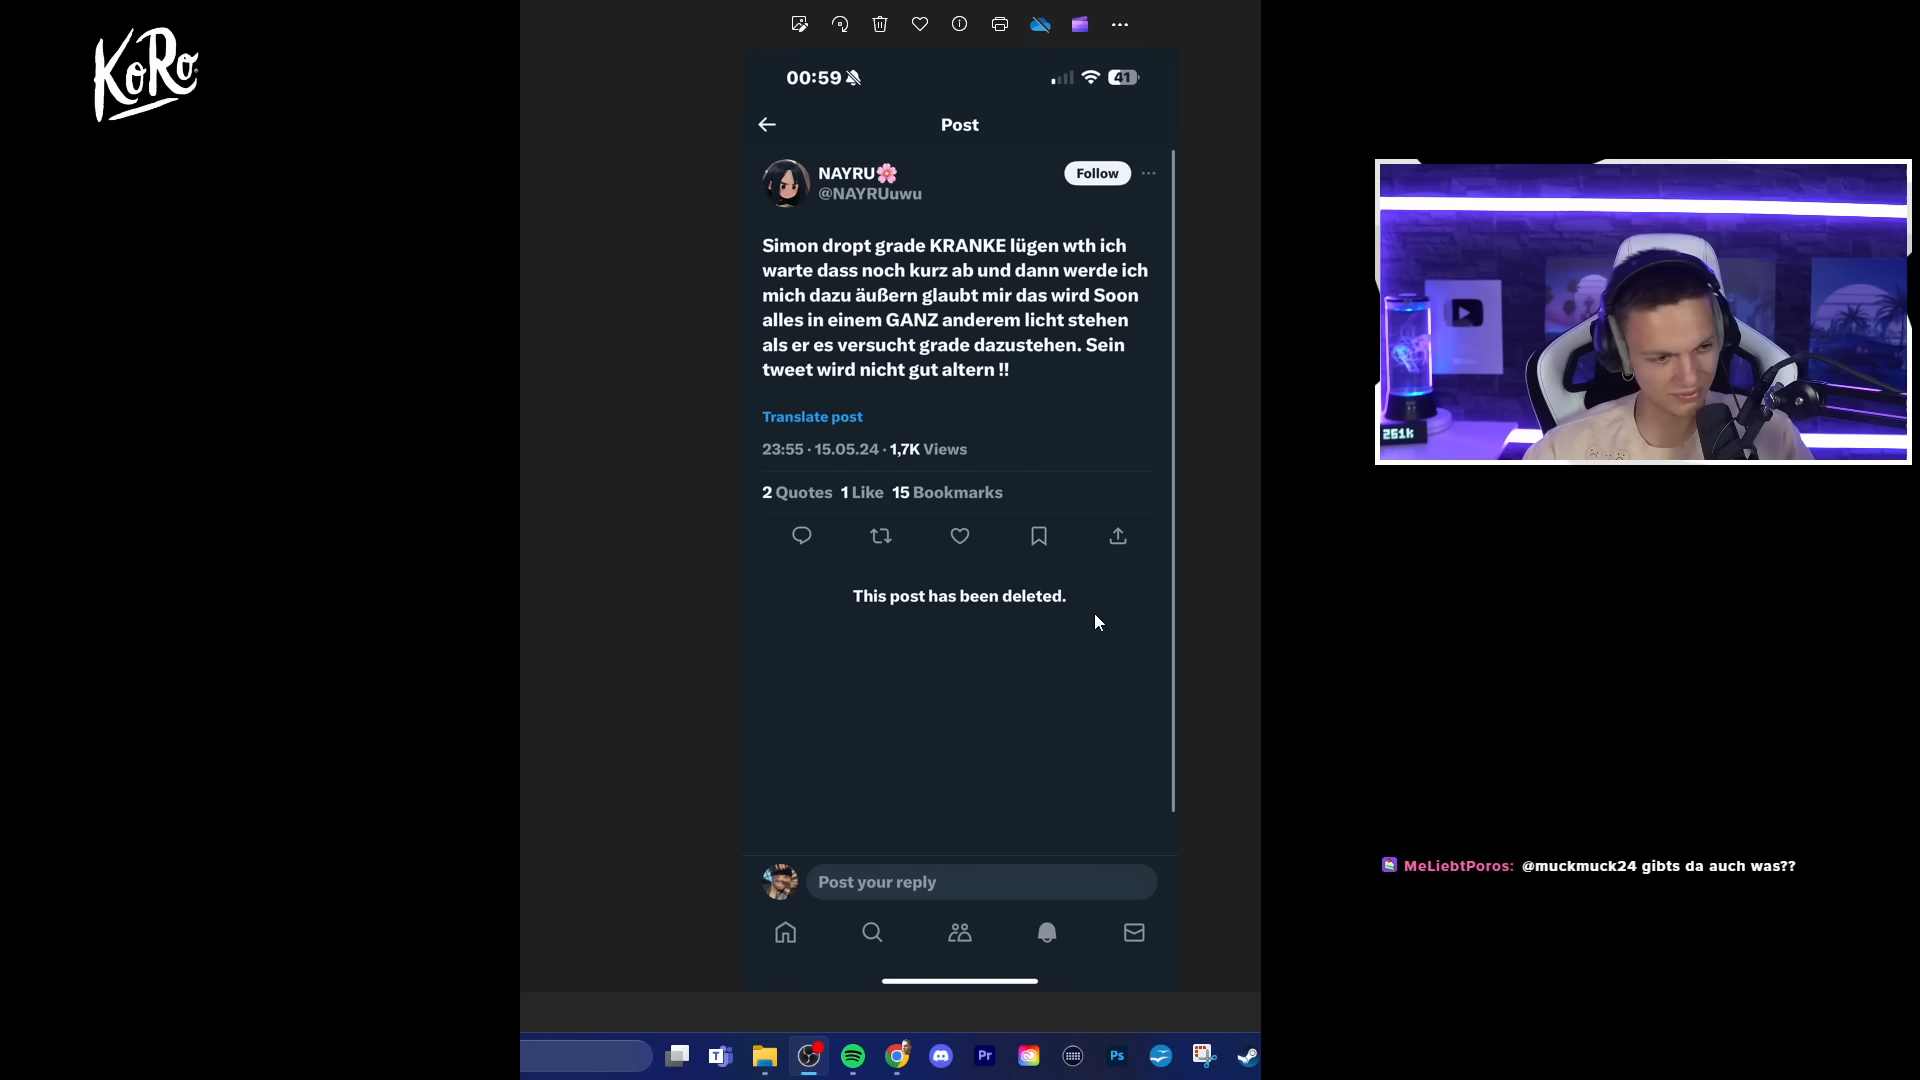 KoRo
00:59
41
Post
NAYRU🌸
@NAYRUuwu
Follow
Simon dropt grade KRANKE lügen wth ich
warte dass noch kurz ab und dann werde ich
mich dazu äußern glaubt mir das wird Soon
alles in einem GANZ anderem licht stehen
als er es versucht grade dazustehen. Sein
tweet wird nicht gut altern !!
Translate post
23:55 · 15.05.24 · 1,7K Views
2 Quotes 1 Like 15 Bookmarks
This post has been deleted.
Post your reply
261k
MeLiebtPoros: @muckmuck24 gibts da auch was??
Pr
Ps